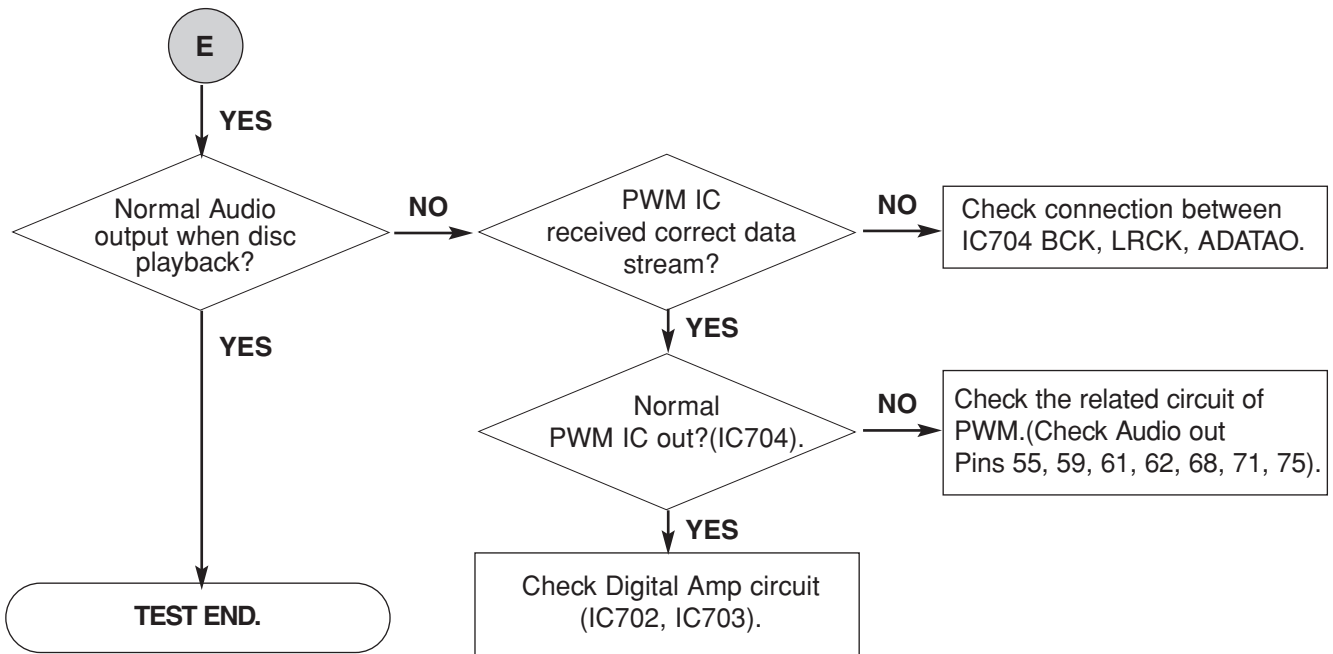 E
YES
Normal Audio
output when disc
playback?
NO
PWM IC
received correct data
stream?
NO
Check connection between
IC704 BCK, LRCK, ADATAO.
YES
YES
Normal
PWM IC out?(IC704).
NO
Check the related circuit of
PWM.(Check Audio out
Pins 55, 59, 61, 62, 68, 71, 75).
YES
Check Digital Amp circuit
(IC702, IC703).
TEST END.